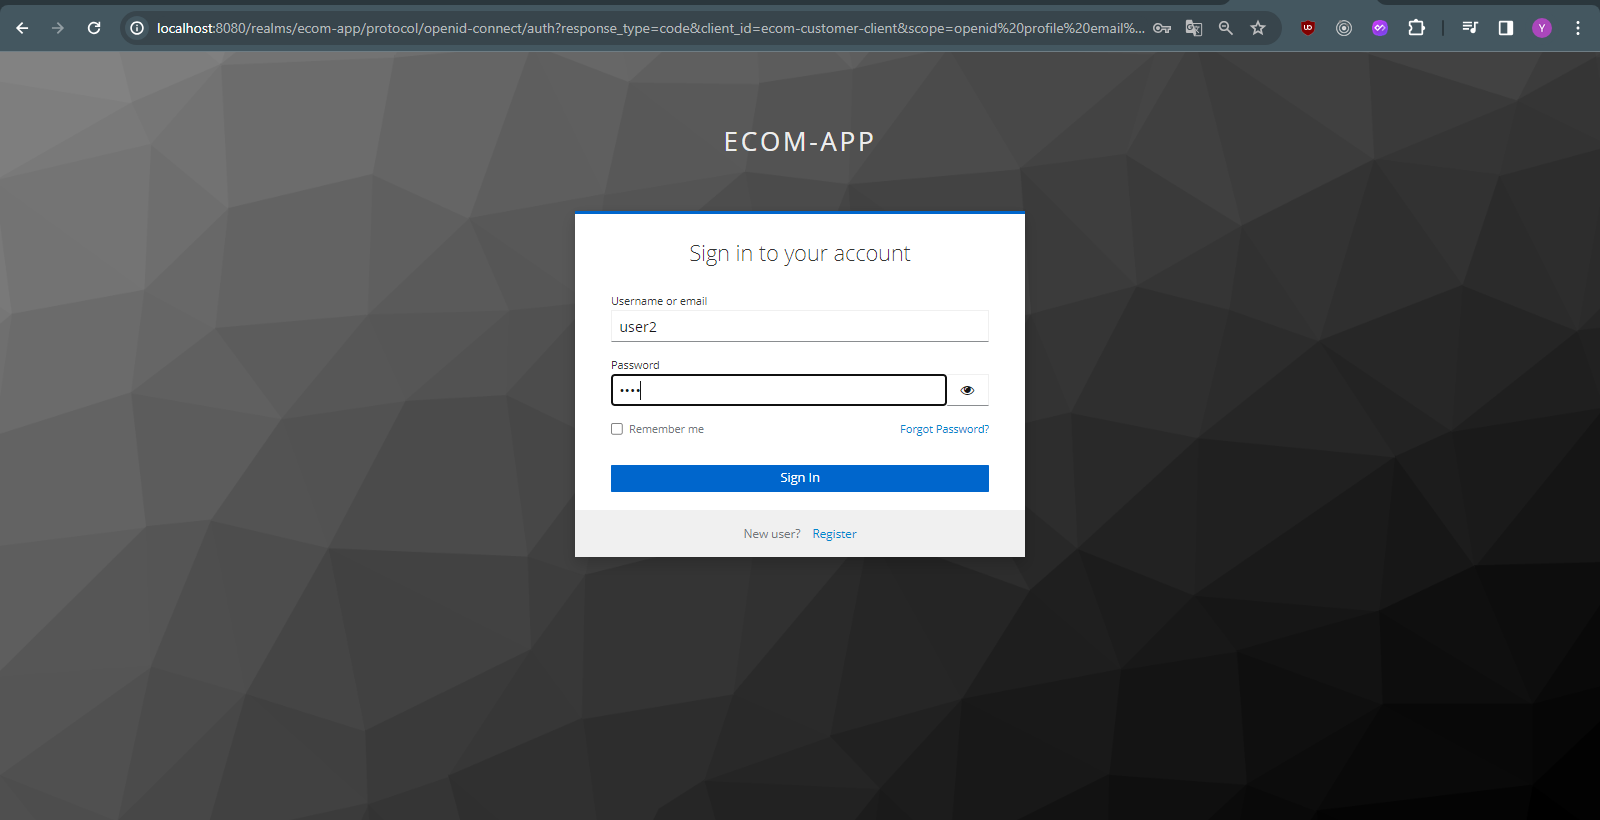 localhost:8080/realms/ecom-app/protocol/openid-connect/auth?response_type=code&client_id=ecom-customer-client&scope=openid%20profile%20email%...
Y
ECOM-APP
Sign in to your account
Username or email
user2
Password
••••
Remember me
Forgot Password?
Sign In
New user? Register